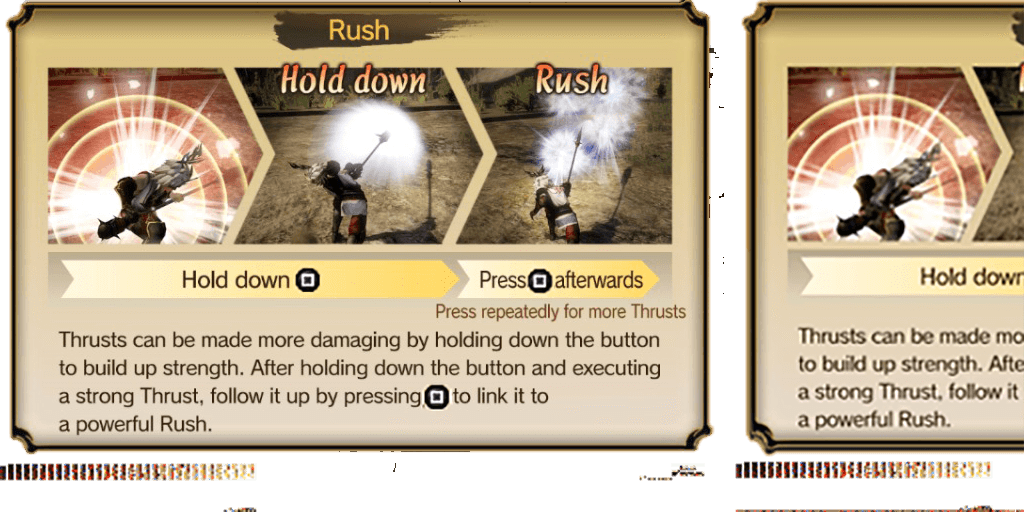 Rush
Hold down
Rush
Hold down
Press afterwards
Press repeatedly for more Thrusts
Thrusts can be made more damaging by holding down the button
to build up strength. After holding down the button and executing
a strong Thrust, follow it up by pressing to link it to
a powerful Rush.
Hold down
Thrusts can be made
to build up strength.
a strong Thrust, follow it
a powerful Rush.